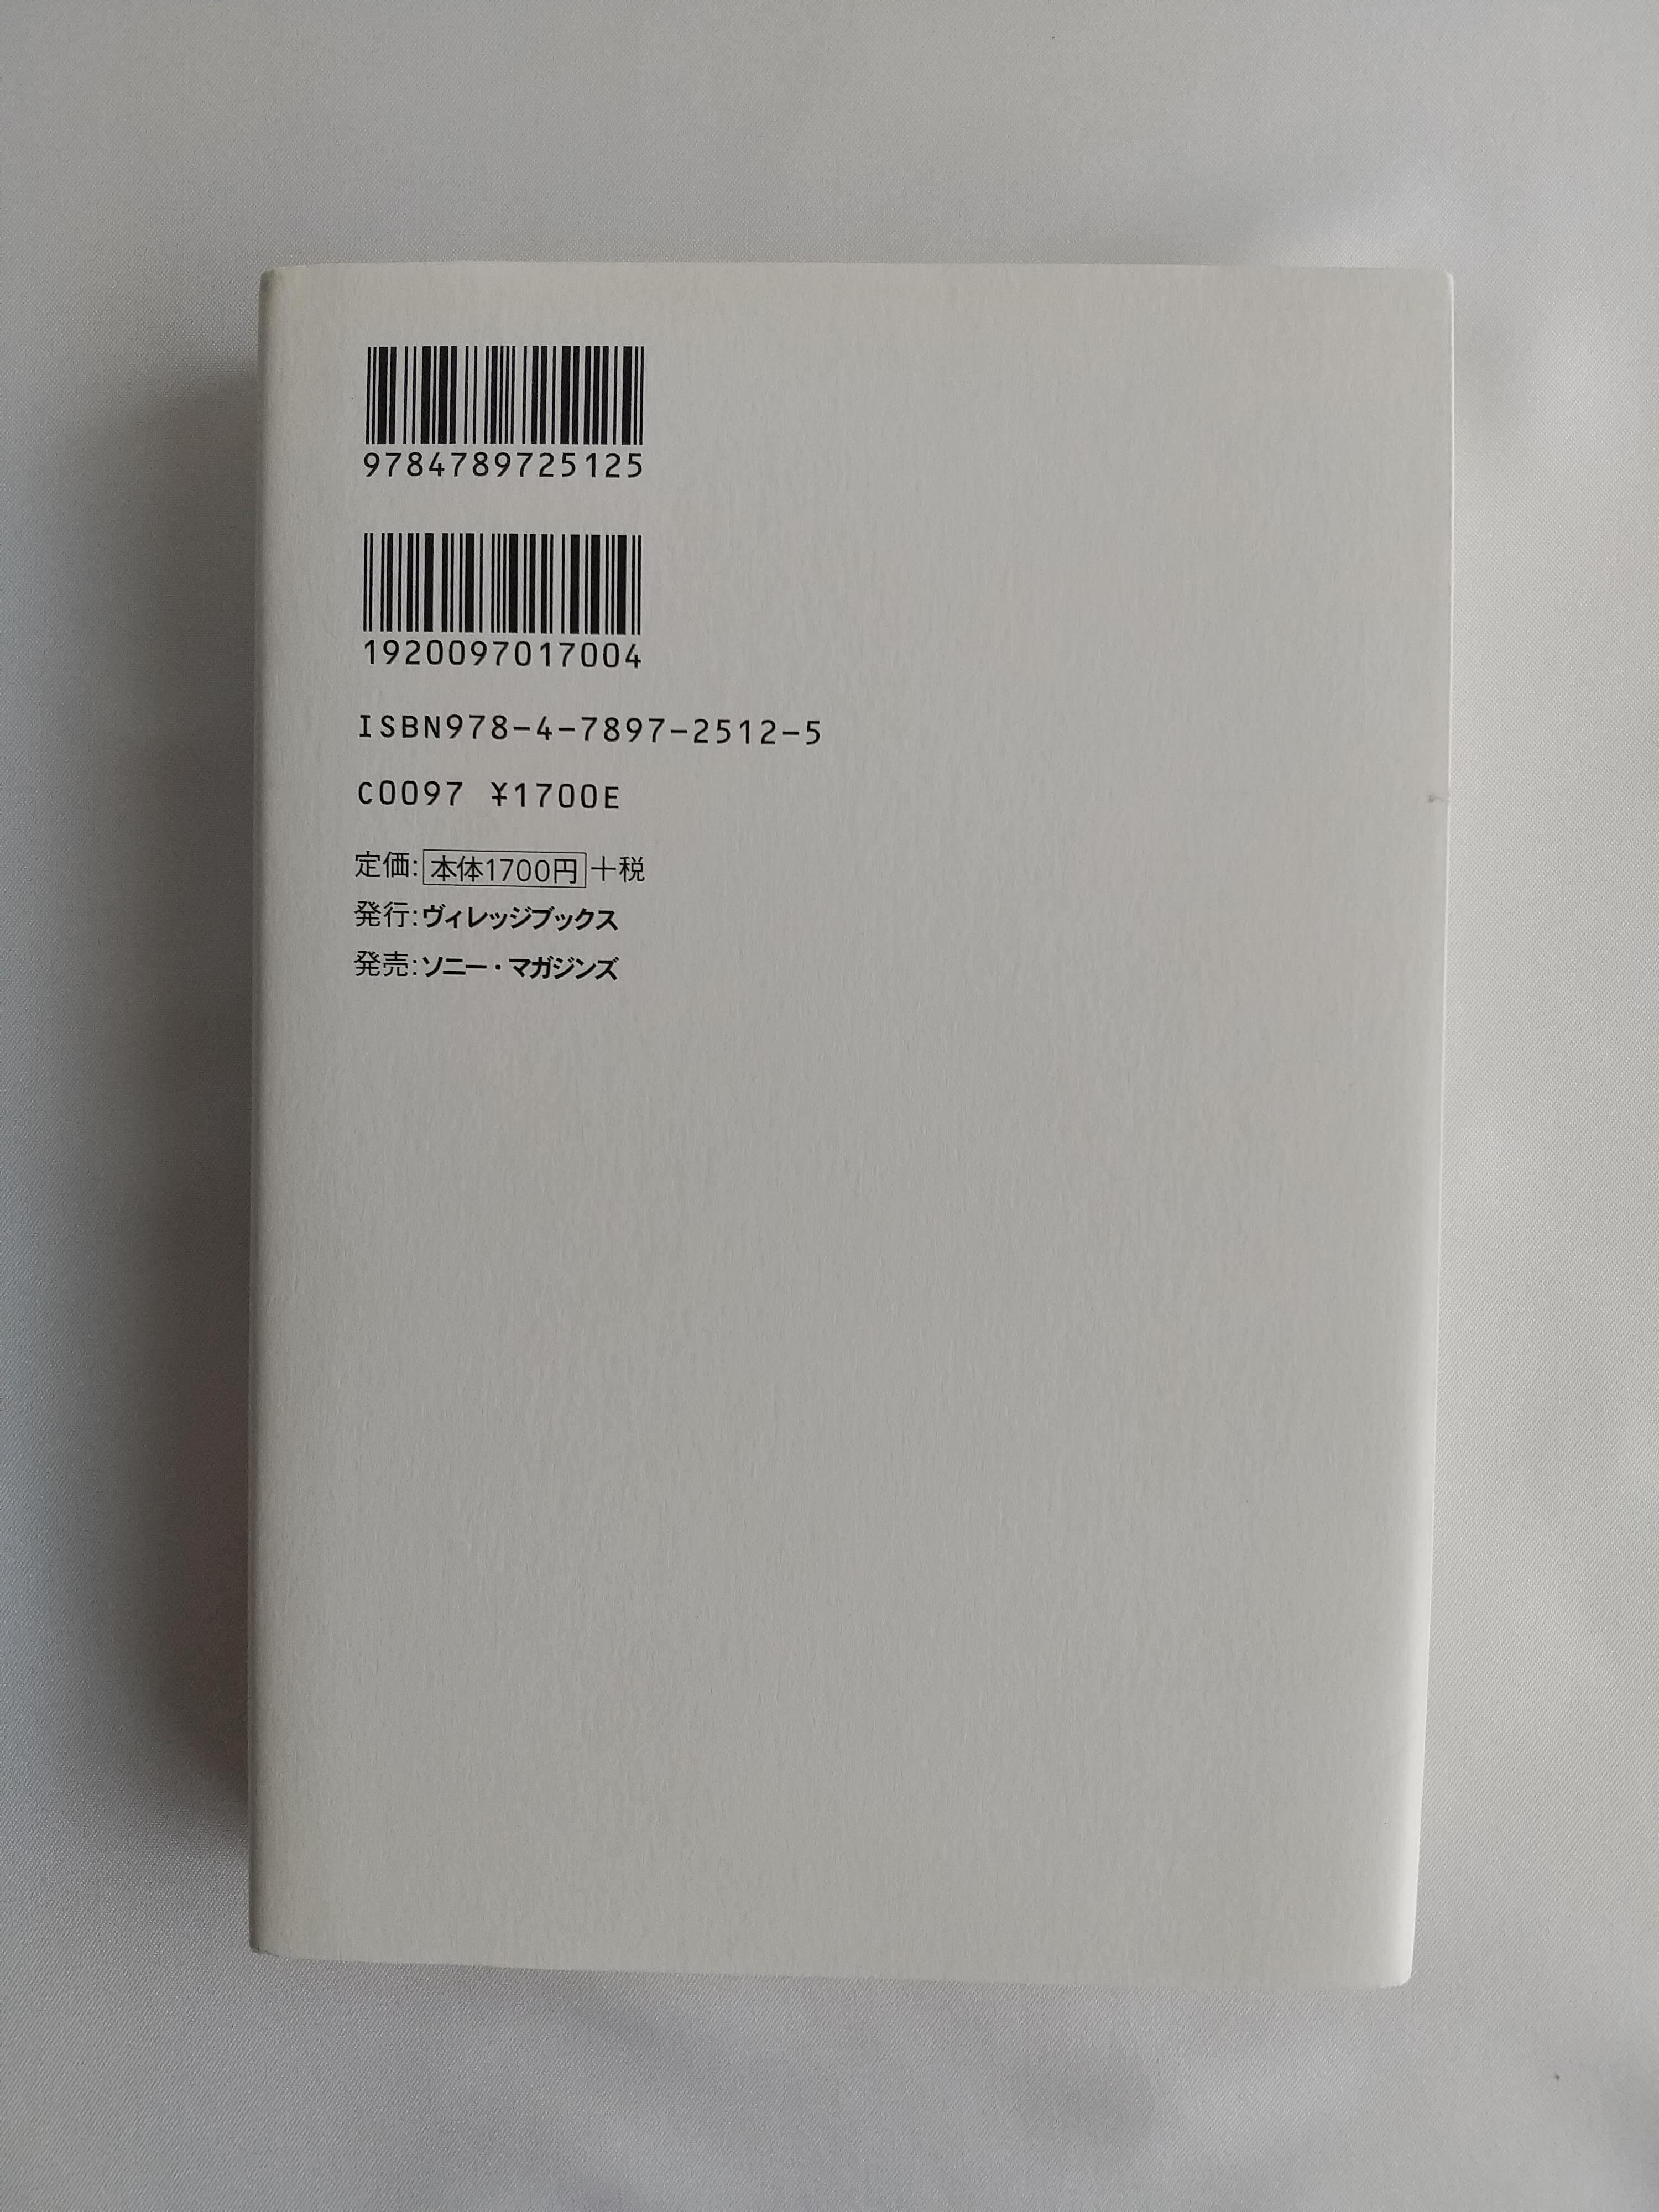 9784789725125
1920097017004
ISBN978-4-7897-2512-5
C0097 ¥1700E
定価:本体1700円+税
発行:ヴィレッジブックス
発売:ソニー・マガジンズ